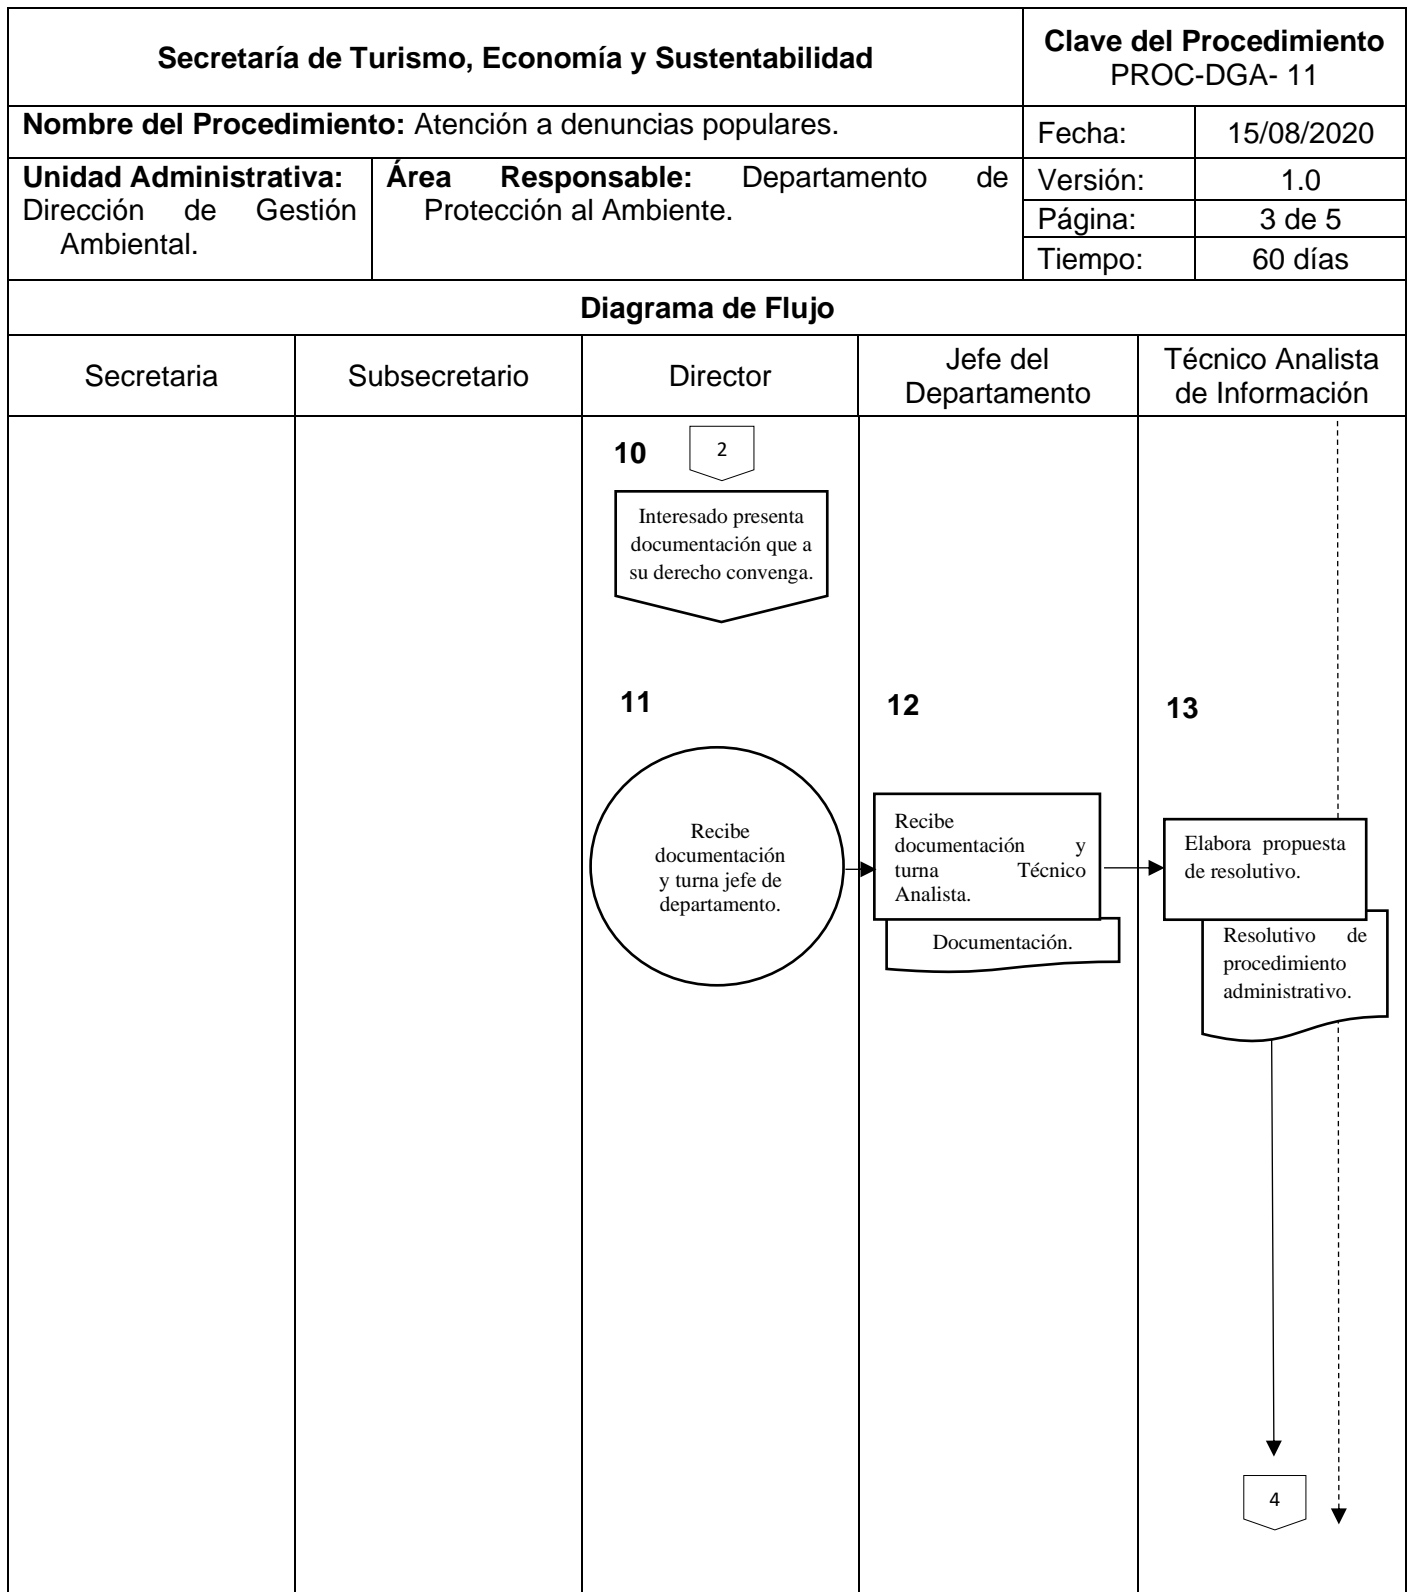 Secretaría de Turismo, Economía y Sustentabilidad
Clave del Procedimiento
PROC-DGA- 11
Nombre del Procedimiento: Atención a denuncias populares.
Fecha: 15/08/2020
Unidad Administrativa:
Dirección de Gestión
Ambiental.
Área Responsable: Departamento de
Protección al Ambiente.
Versión: 1.0
Página: 3 de 5
Tiempo: 60 días
Diagrama de Flujo
Secretaria
Subsecretario
Director
Jefe del
Departamento
Técnico Analista
de Información
10
2
Interesado presenta
documentación que a
su derecho convenga.
11
12
13
Recibe
documentación
y turna jefe de
departamento.
Recibe
documentación y
turna Técnico
Analista.
Documentación.
Elabora propuesta
de resolutivo.
Resolutivo de
procedimiento
administrativo.
4